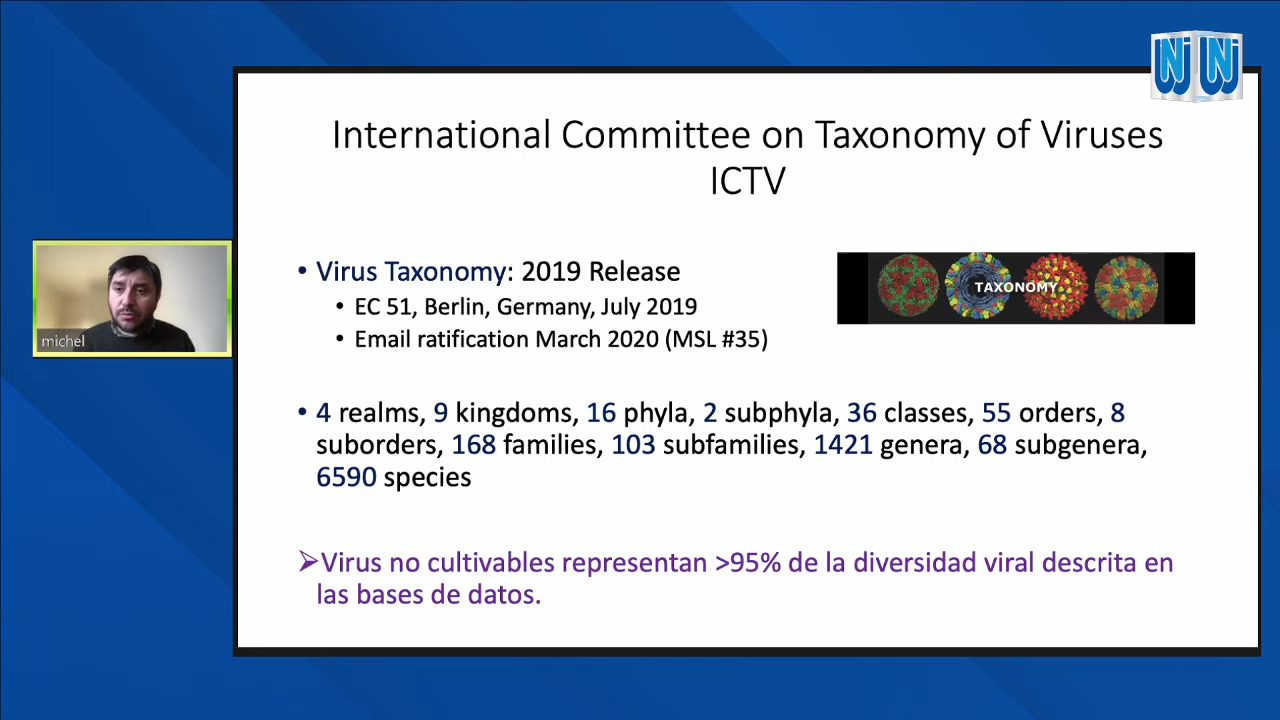 NJ NJ
International Committee on Taxonomy of Viruses
ICTV
• Virus Taxonomy: 2019 Release
TAXONOMY
• EC 51, Berlin, Germany, July 2019
• Email ratification March 2020 (MSL #35)
michel
• 4 realms, 9 kingdoms, 16 phyla, 2 subphyla, 36 classes, 55 orders, 8
suborders, 168 families, 103 subfamilies, 1421 genera, 68 subgenera,
6590 species
➢Virus no cultivables representan >95% de la diversidad viral descrita en
las bases de datos.